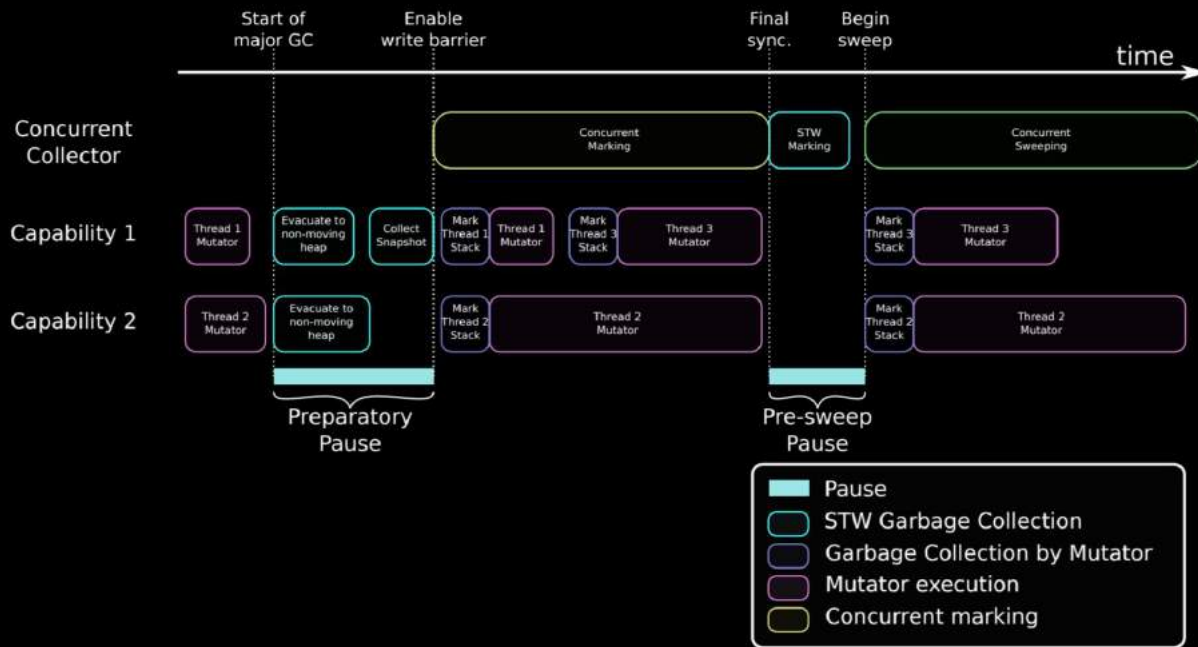 Start of
major GC
Enable
write barrier
Final
sync.
Begin
sweep
time
Concurrent
Collector
Concurrent
Marking
STW
Marking
Concurrent
Sweeping
Capability 1
Thread 1
Mutator
Evacuate to
non-moving
heap
Collect
Snapshot
Mark
Thread 1
Stack
Thread 1
Mutator
Mark
Thread 3
Stack
Thread 3
Mutator
Mark
Thread 3
Stack
Thread 3
Mutator
Capability 2
Thread 2
Mutator
Evacuate to
non-moving
heap
Mark
Thread 2
Stack
Thread 2
Mutator
Mark
Thread 2
Stack
Thread 2
Mutator
Preparatory
Pause
Pre-sweep
Pause
Pause
STW Garbage Collection
Garbage Collection by Mutator
Mutator execution
Concurrent marking